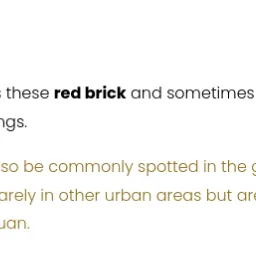 s these red brick and sometimes
ngs.
so be commonly spotted in the g
arely in other urban areas but are
uan.